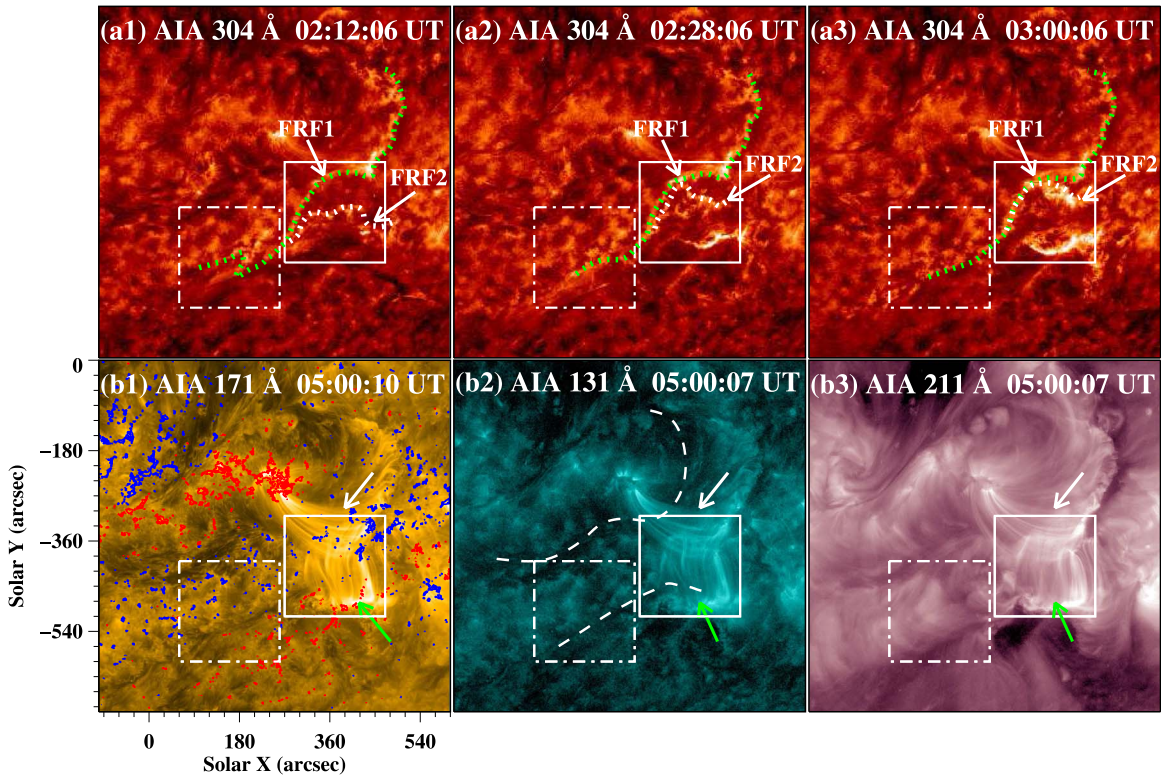 (a1) AIA 304 Å 02:12:06 UT
(a2) AIA 304 Å 02:28:06 UT
(a3) AIA 304 Å 03:00:06 UT
FRF1
FRF2
FRF1
FRF2
FRF1
FRF2
(b1) AIA 171 Å 05:00:10 UT
(b2) AIA 131 Å 05:00:07 UT
(b3) AIA 211 Å 05:00:07 UT
0
−180
−360
−540
Solar Y (arcsec)
0 180 360 540
Solar X (arcsec)